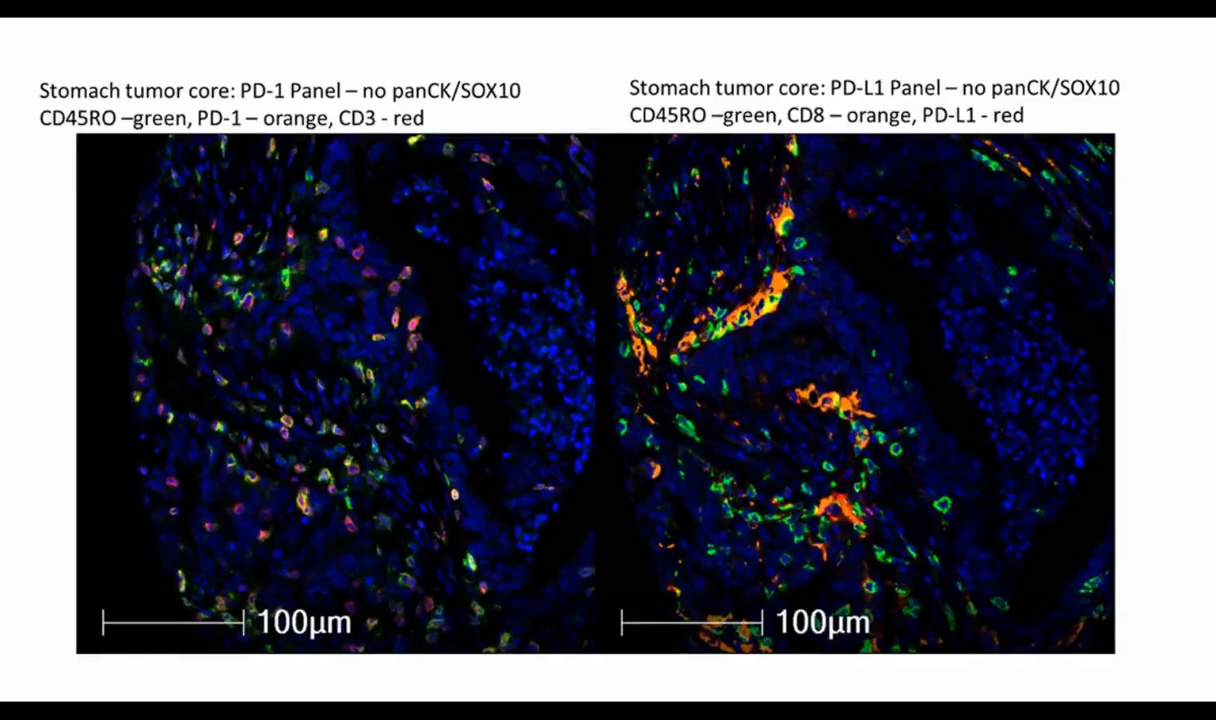 Stomach tumor core: PD-1 Panel – no panCK/SOX10
CD45RO –green, PD-1 – orange, CD3 - red
Stomach tumor core: PD-L1 Panel – no panCK/SOX10
CD45RO –green, CD8 – orange, PD-L1 - red
100μm
100μm